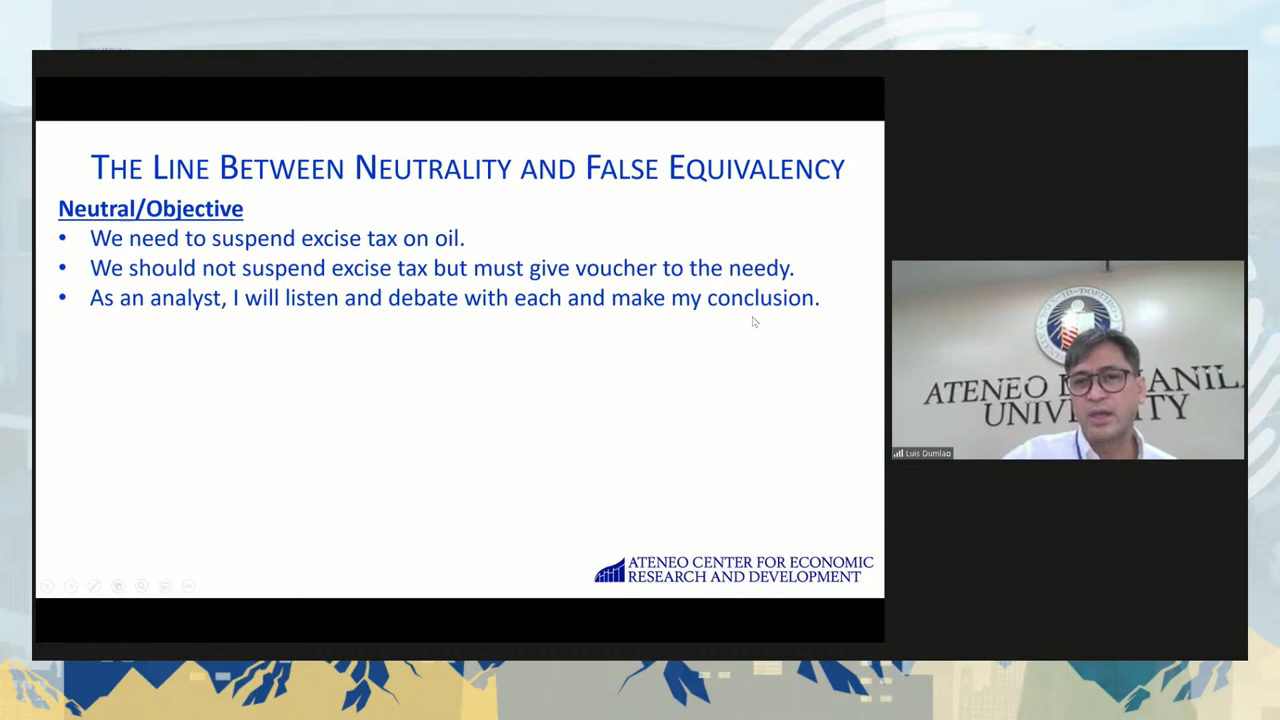 THE LINE BETWEEN NEUTRALITY AND FALSE EQUIVALENCY
Neutral/Objective
• We need to suspend excise tax on oil.
• We should not suspend excise tax but must give voucher to the needy.
• As an analyst, I will listen and debate with each and make my conclusion.
ATENEO CENTER FOR ECONOMIC
RESEARCH AND DEVELOPMENT
ATENEO D MANIL
UNIVERSITY
Luis Dumlao